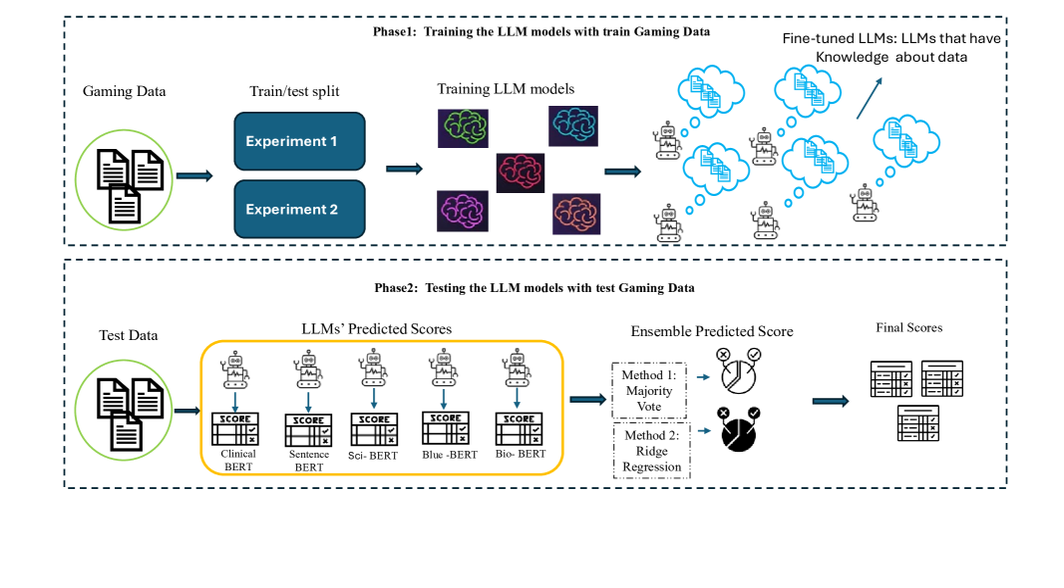 Phase1:  Training the LLM models with train Gaming Data
Fine-tuned LLMs: LLMs that have
Knowledge  about data
Gaming Data
Train/test split
Training LLM models
Experiment 1
Experiment 2
Phase2:  Testing the LLM models with test Gaming Data
Test Data
LLMs’ Predicted Scores
Ensemble Predicted Score
Final Scores
SCORE
SCORE
SCORE
SCORE
SCORE
Clinical
BERT
Sentence
BERT
Sci- BERT
Blue -BERT
Bio- BERT
Method 1:
Majority
Vote
Method 2:
Ridge
Regression